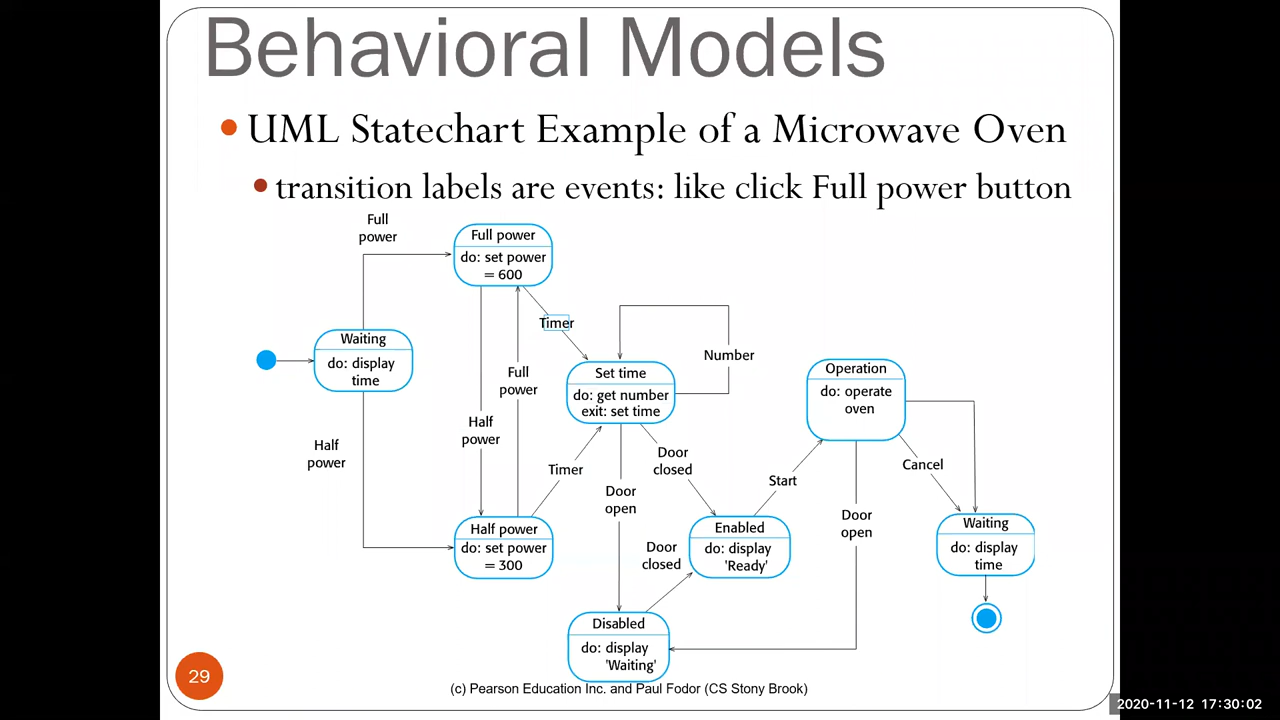 Behavioral Models
UML Statechart Example of a Microwave Oven
transition labels are events: like click Full power button
Full
power
Full power
do: set power
= 600
Timer
Waiting
do: display
time
Number
Set time
do: get number
exit: set time
Operation
do: operate
oven
Full
power
Half
power
Half
power
Timer
Door
closed
Door
open
Start
Cancel
Door
open
Half power
do: set power
= 300
Enabled
do: display
'Ready'
Door
closed
Waiting
do: display
time
Disabled
do: display
'Waiting'
29
(c) Pearson Education Inc. and Paul Fodor (CS Stony Brook)
2020-11-12 17:30:02